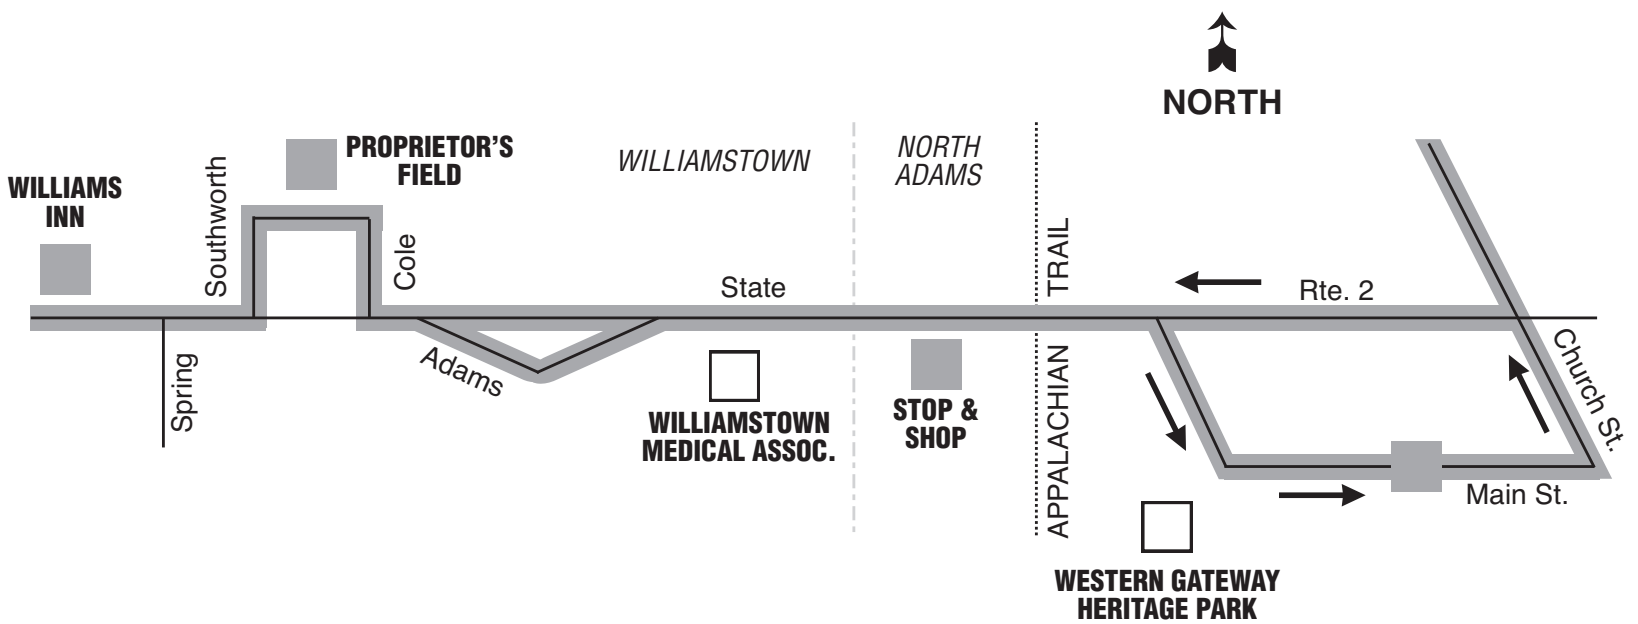 NORTH
PROPRIETOR'S
FIELD
WILLIAMSTOWN
NORTH
ADAMS
WILLIAMS
INN
Southworth
Cole
State
TRAIL
Rte. 2
Spring
Adams
WILLIAMSTOWN
MEDICAL ASSOC.
STOP &
SHOP
APPALACHIAN
Church St.
Main St.
WESTERN GATEWAY
HERITAGE PARK